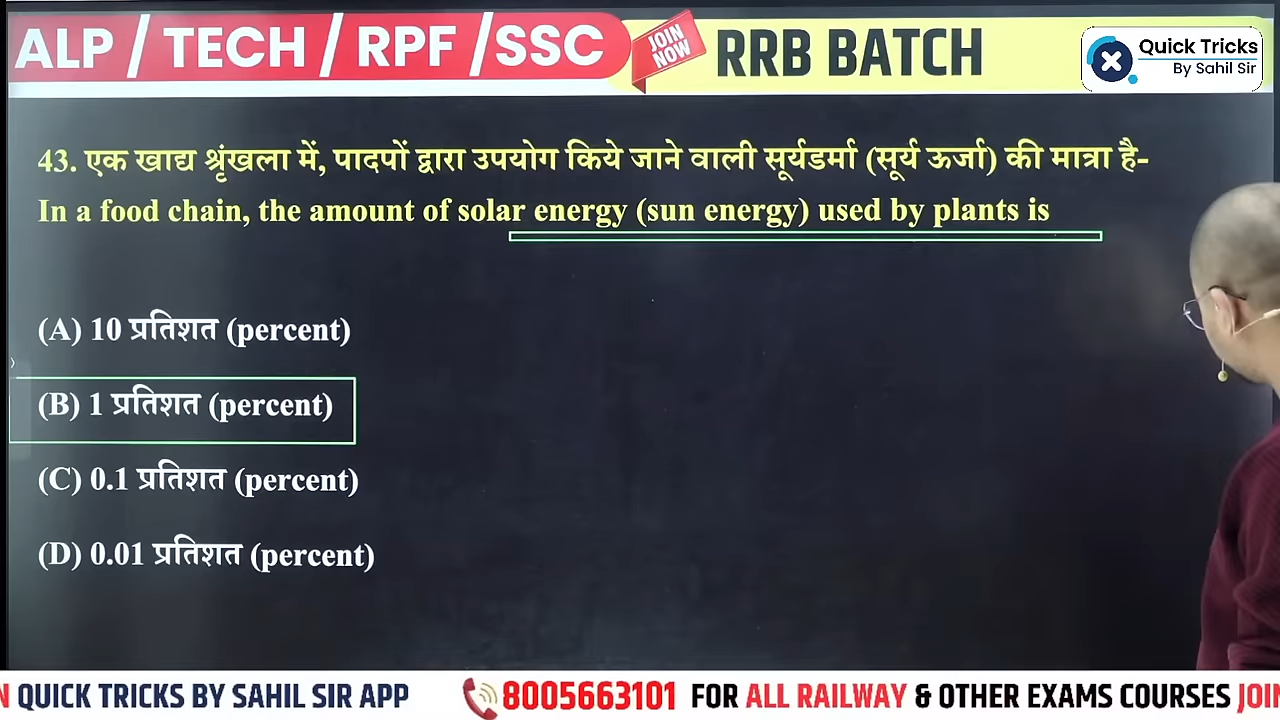 ALP / TECH / RPF / SSC
JOIN
NOW
RRB BATCH
Quick Tricks
By Sahil Sir
43. एक खाद्य श्रृंखला में, पादपों द्वारा उपयोग किये जाने वाली सूर्यडर्मा (सूर्य ऊर्जा) की मात्रा है-
In a food chain, the amount of solar energy (sun energy) used by plants is
(A) 10 प्रतिशत (percent)
(B) 1 प्रतिशत (percent)
(C) 0.1 प्रतिशत (percent)
(D) 0.01 प्रतिशत (percent)
QUICK TRICKS BY SAHIL SIR APP 8005663101 FOR ALL RAILWAY & OTHER EXAMS COURSES JOI